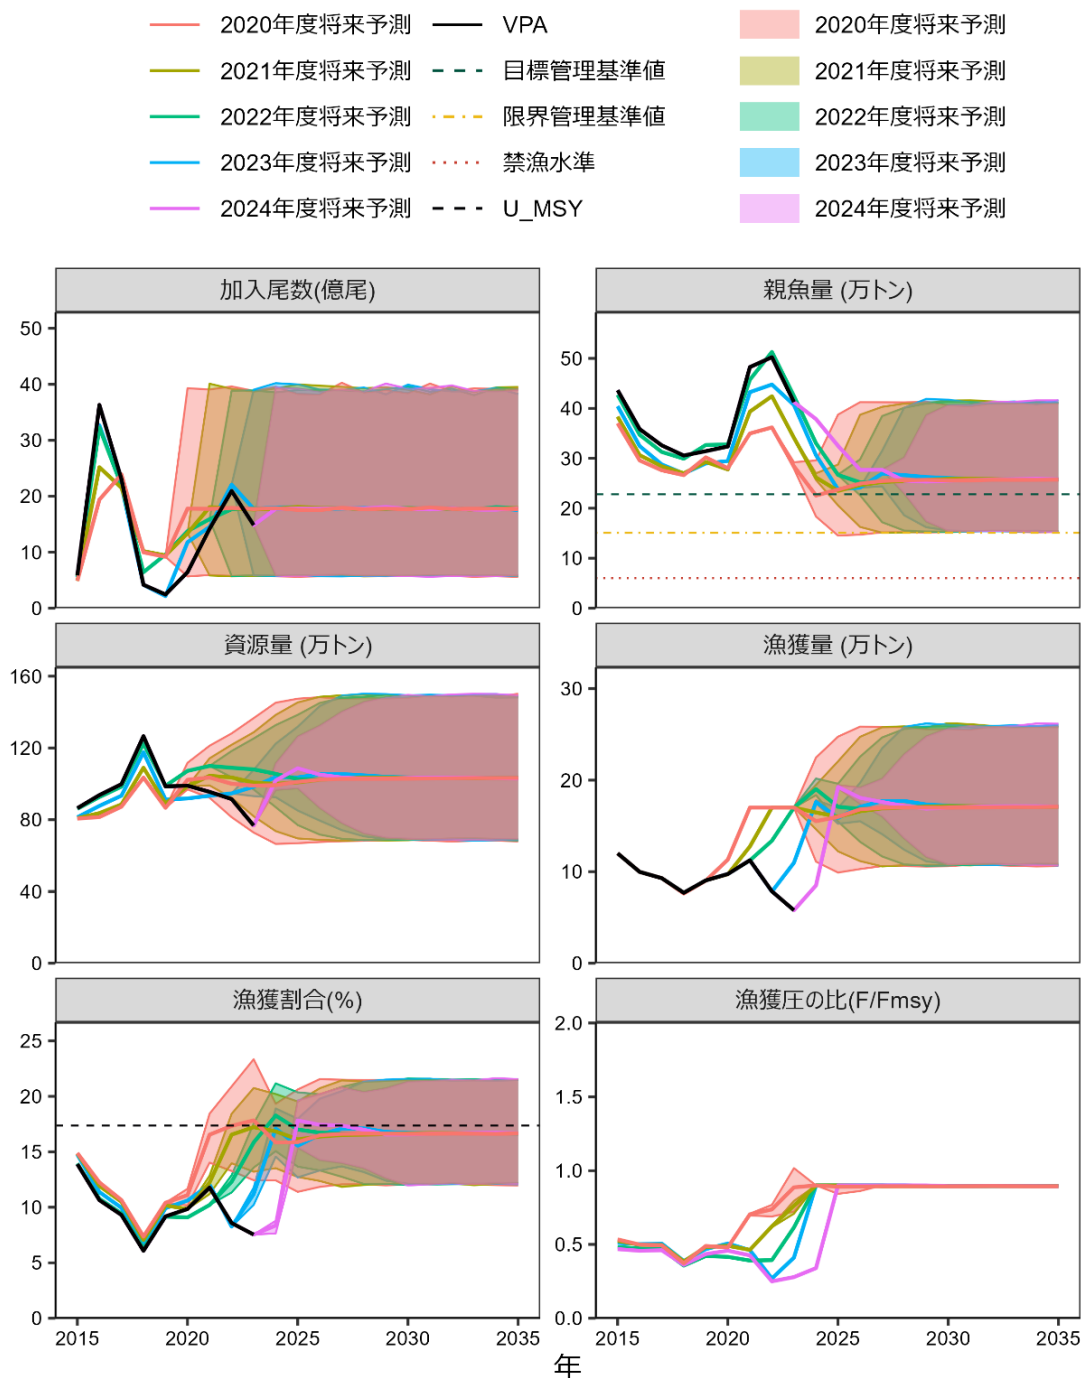 2020年度将来予測 VPA 2020年度将来予測
2021年度将来予測 目標管理基準値 2021年度将来予測
2022年度将来予測 限界管理基準値 2022年度将来予測
2023年度将来予測 禁漁水準 2023年度将来予測
2024年度将来予測 U_MSY 2024年度将来予測
加入尾数(億尾)
50
40
30
20
10
0
親魚量 (万トン)
50
40
30
20
10
0
資源量 (万トン)
160
120
80
40
0
漁獲量 (万トン)
30
20
10
0
漁獲割合(%)
25
20
15
10
5
0
2015 2020 2025 2030 2035
漁獲圧の比(F/Fmsy)
2.0
1.5
1.0
0.5
0.0
2015 2020 2025 2030 2035
年